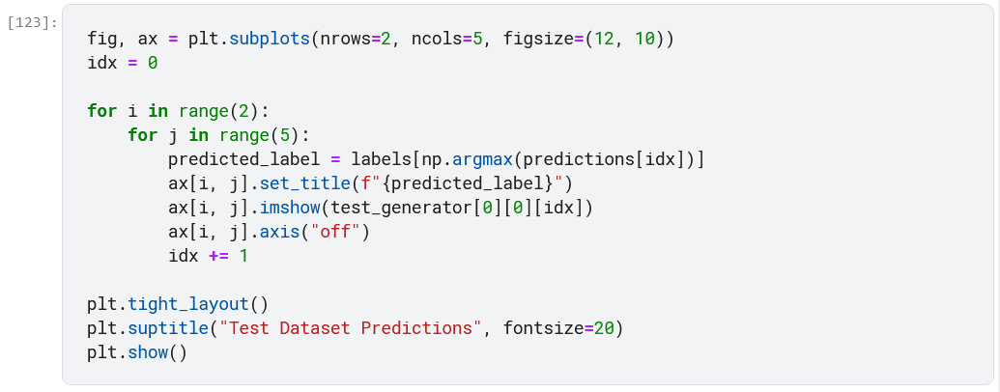 [123]:
fig, ax = plt.subplots(nrows=2, ncols=5, figsize=(12, 10))
idx = 0
for i in range(2):
    for j in range(5):
        predicted_label = labels[np.argmax(predictions[idx])]
        ax[i, j].set_title(f"{predicted_label}")
        ax[i, j].imshow(test_generator[0][0][idx])
        ax[i, j].axis("off")
        idx += 1
plt.tight_layout()
plt.suptitle("Test Dataset Predictions", fontsize=20)
plt.show()